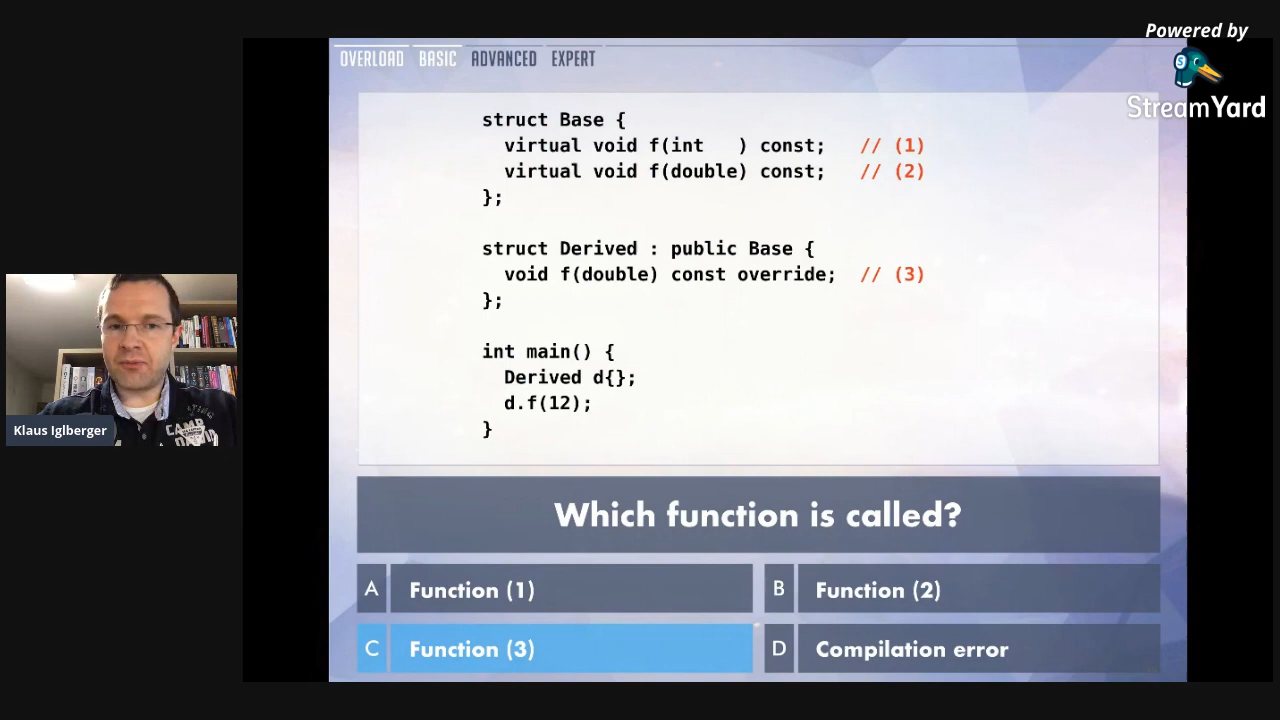 Powered by
StreamYard
OVERLOAD BASIC ADVANCED EXPERT
struct Base {
  virtual void f(int   ) const;   // (1)
  virtual void f(double) const;   // (2)
};
struct Derived : public Base {
  void f(double) const override;  // (3)
};
int main() {
  Derived d{};
  d.f(12);
}
Klaus Iglberger
Which function is called?
A Function (1)
B Function (2)
C Function (3)
D Compilation error